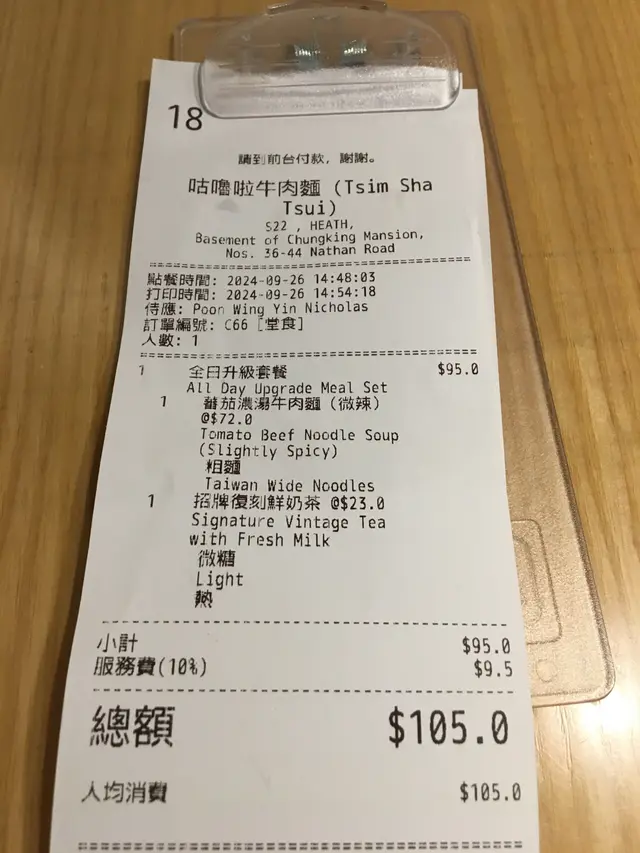 18
請到前台付款，謝謝。
咕嚕啦牛肉麵 (Tsim Sha
Tsui)
S22 , HEATH,
Basement of Chungking Mansion,
Nos. 36-44 Nathan Road
點餐時間: 2024-09-26 14:48:03
打印時間: 2024-09-26 14:54:18
侍應: Poon Wing Yin Nicholas
訂單編號: C66 [堂食]
人數: 1
1 全日升級套餐 $95.0
All Day Upgrade Meal Set
1 蕃茄濃湯牛肉麵（微辣）
@$72.0
Tomato Beef Noodle Soup
(Slightly Spicy)
粗麵
Taiwan Wide Noodles
1 招牌復刻鮮奶茶 @$23.0
Signature Vintage Tea
with Fresh Milk
微糖
Light
熱
小計 $95.0
服務費(10%) $9.5
總額 $105.0
人均消費 $105.0